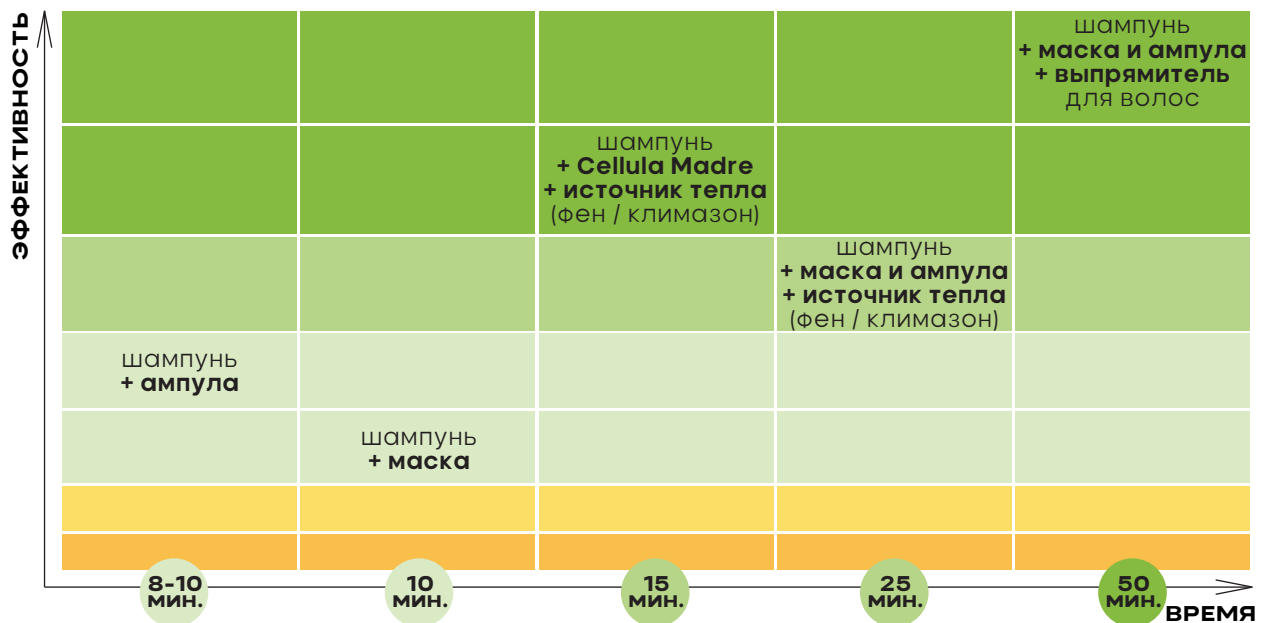 ЭФФЕКТИВНОСТЬ
шампунь
+ маска и ампула
+ выпрямитель
для волос
шампунь
+ Cellula Madre
+ источник тепла
(фен / климазон)
шампунь
+ маска и ампула
+ источник тепла
(фен / климазон)
шампунь
+ ампула
шампунь
+ маска
8-10
МИН.
10
МИН.
15
МИН.
25
МИН.
50
МИН.
ВРЕМЯ